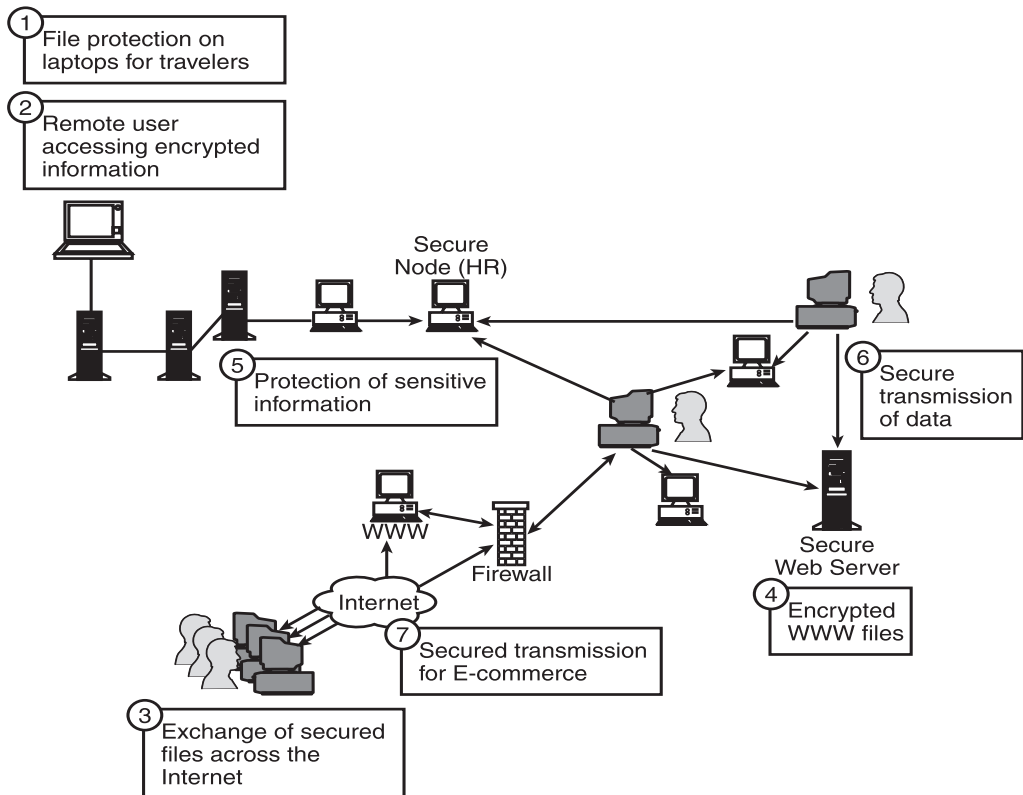 1
File protection on
laptops for travelers
2
Remote user
accessing encrypted
information
Secure
Node (HR)
5
Protection of sensitive
information
6
Secure
transmission
of data
WWW
Firewall
Secure
Web Server
4
Encrypted
WWW files
Internet
7
Secured transmission
for E-commerce
3
Exchange of secured
files across the
Internet